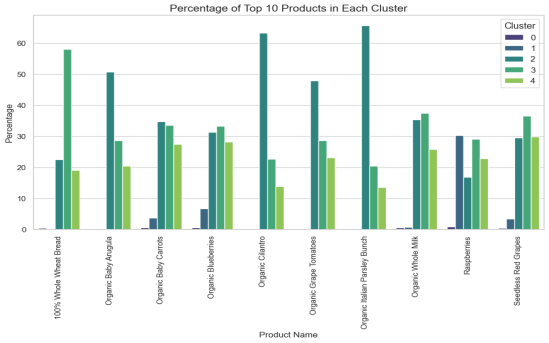 Percentage of Top 10 Products in Each Cluster
Cluster
0
1
2
3
4
Percentage
60
50
40
30
20
10
0
100% Whole Wheat Bread
Organic Baby Arugula
Organic Baby Carrots
Organic Blueberries
Organic Cilantro
Organic Grape Tomatoes
Organic Italian Parsley Bunch
Organic Whole Milk
Raspberries
Seedless Red Grapes
Product Name